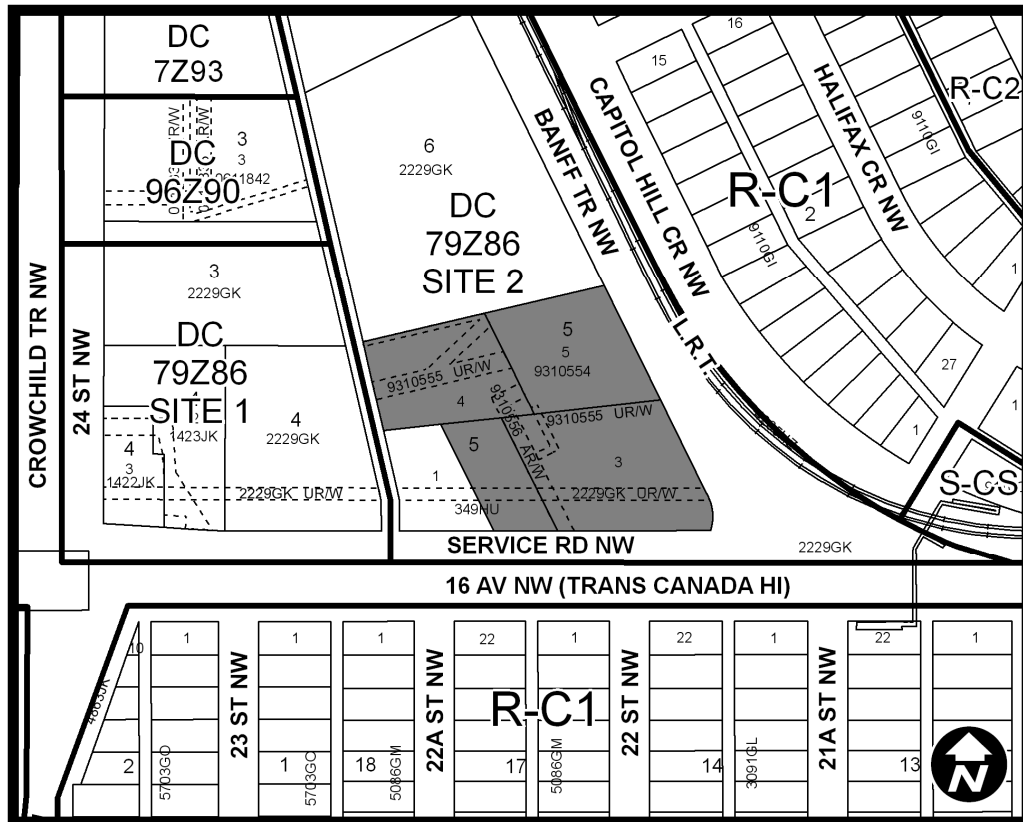 DC
7Z93
16
15
R-C2
CAPITOL HILL CR NW
HALIFAX CR NW
BANFF TR NW
9110GI
3
6
DC
3
2229GK
96Z90
R-C1
2
DC
79Z86
SITE 2
9110GI
3
2229GK
1
CROWCHILD TR NW
24 ST NW
DC
79Z86
SITE 1
5
5
9310554
L.R.T.
27
9310555 UR/W
4
9310556 AR/W
9310555 UR/W
1
1
4
2229GK
1423JK
4
3
1422JK
5
3
1
S-CS
2229GK UR/W
2229GK UR/W
349HU
SERVICE RD NW
2229GK
16 AV NW (TRANS CANADA HI)
1
1
1
22
1
22
1
22
1
10
23 ST NW
22A ST NW
22 ST NW
21A ST NW
R-C1
2
5703GO
1
5703GO
18
5086GM
17
5086GM
14
3091GL
13
N